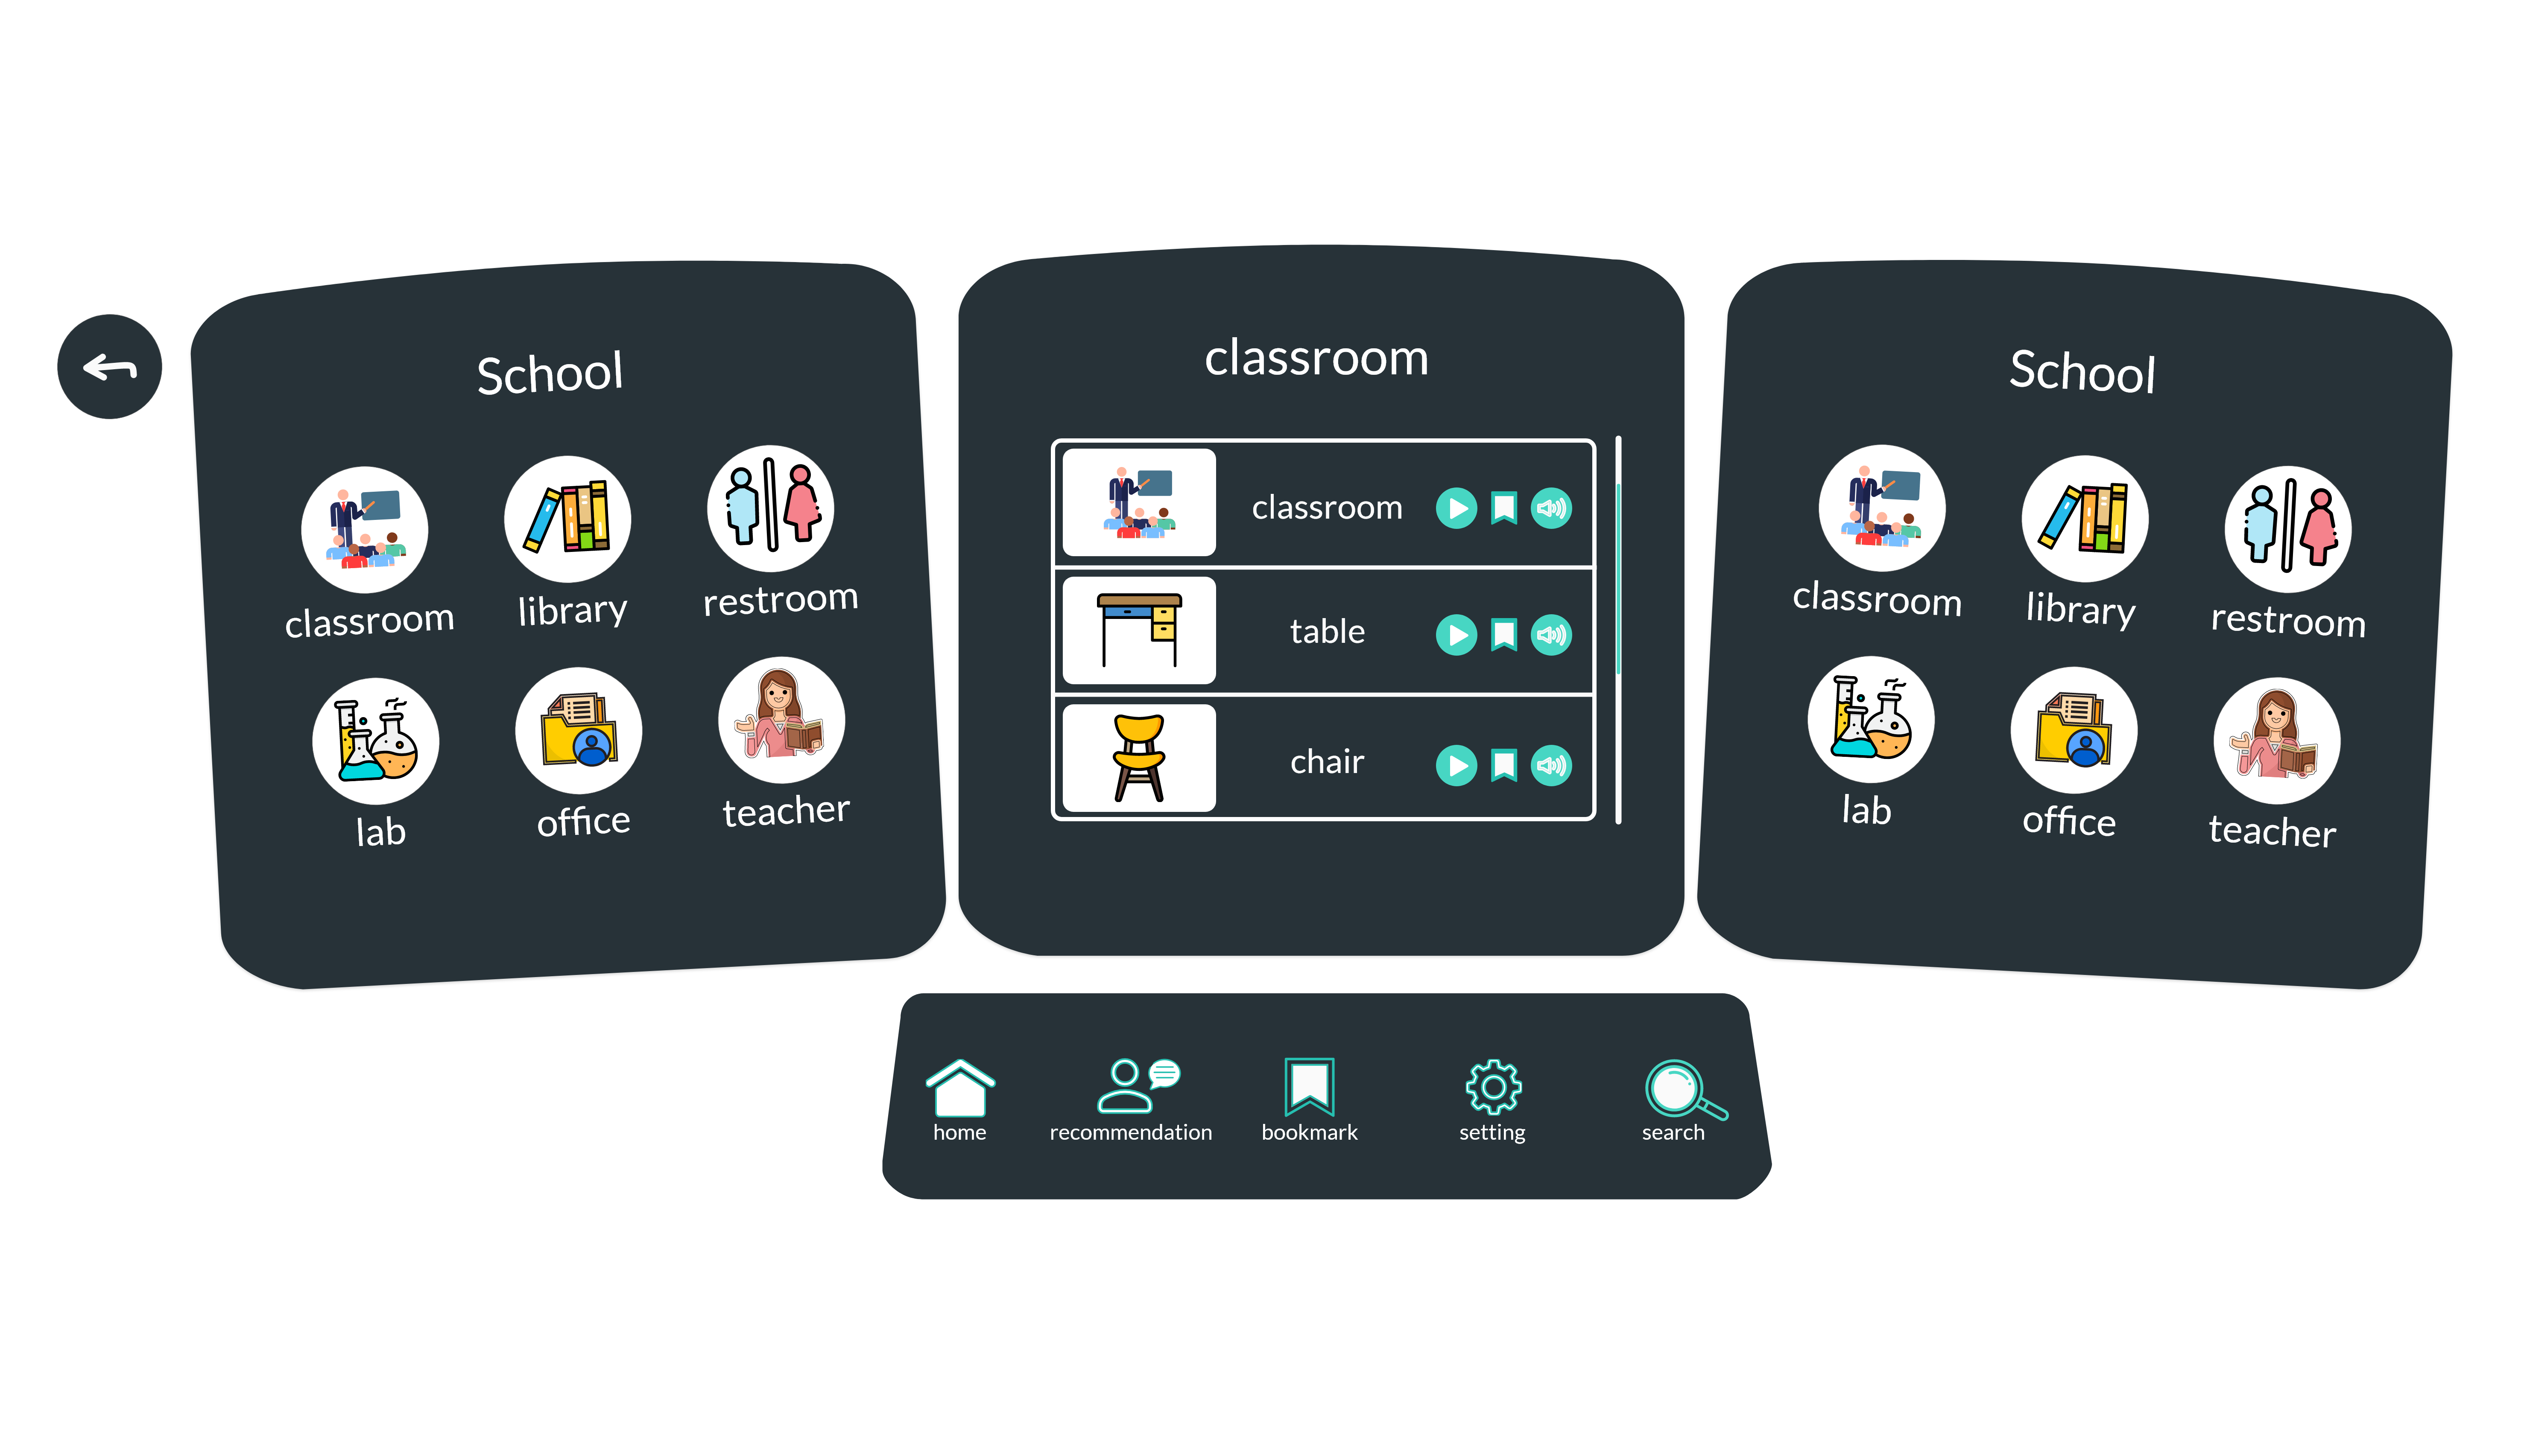 School
classroom
library
restroom
lab
office
teacher
classroom
classroom
table
chair
School
classroom
library
restroom
lab
office
teacher
home
recommendation
bookmark
setting
search